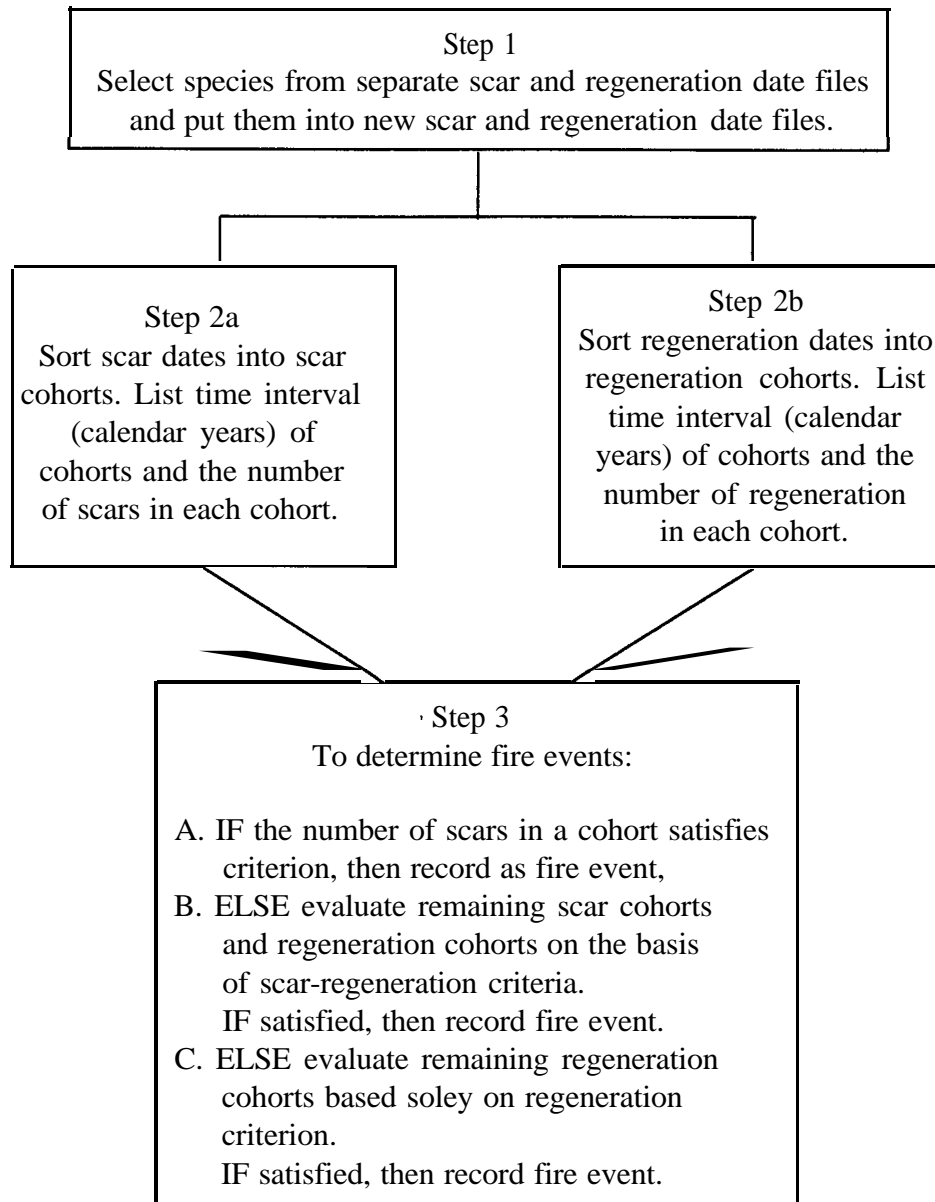 Step 1
Select species from separate scar and regeneration date files
and put them into new scar and regeneration date files.
Step 2a
Sort scar dates into scar
cohorts. List time interval
(calendar years) of
cohorts and the number
of scars in each cohort.
Step 2b
Sort regeneration dates into
regeneration cohorts. List
time interval (calendar
years) of cohorts and the
number of regeneration
in each cohort.
Step 3
To determine fire events:
A. IF the number of scars in a cohort satisfies
criterion, then record as fire event,
B. ELSE evaluate remaining scar cohorts
and regeneration cohorts on the basis
of scar-regeneration criteria.
IF satisfied, then record fire event.
C. ELSE evaluate remaining regeneration
cohorts based soley on regeneration
criterion.
IF satisfied, then record fire event.